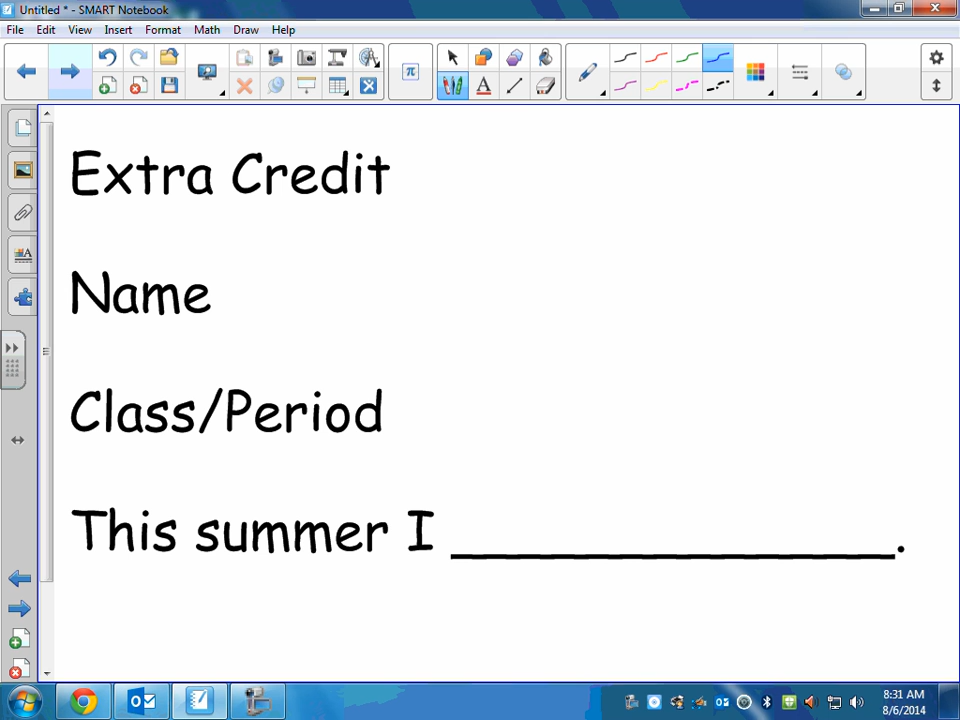 Untitled * - SMART Notebook
File Edit View Insert Format Math Draw Help
π
A
A
Extra Credit
Name
Class/Period
This summer I ________________.
8:31 AM
8/6/2014